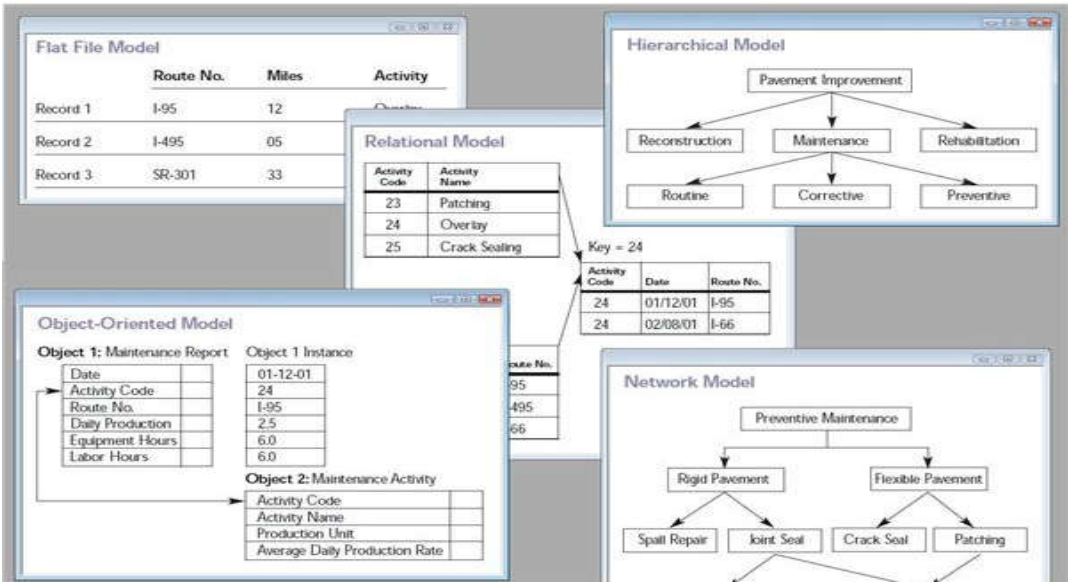 Flat File Model
Route No. Miles Activity
Record 1 I-95 12 Overlay
Record 2 I-495 05
Record 3 SR-301 33
Hierarchical Model
Pavement Improvement
Reconstruction Maintenance Rehabilitation
Routine Corrective Preventive
Relational Model
Activity Code Activity Name
23 Patching
24 Overlay
25 Crack Sealing
Key = 24
Activity Code Date Route No.
24 01/12/01 I-95
24 02/08/01 I-66
oute No.
95
495
66
Object-Oriented Model
Object 1: Maintenance Report Object 1 Instance
Date 01-12-01
Activity Code 24
Route No. I-95
Daily Production 2.5
Equipment Hours 6.0
Labor Hours 6.0
Object 2: Maintenance Activity
Activity Code
Activity Name
Production Unit
Average Daily Production Rate
Network Model
Preventive Maintenance
Rigid Pavement Flexible Pavement
Spall Repair Joint Seal Crack Seal Patching